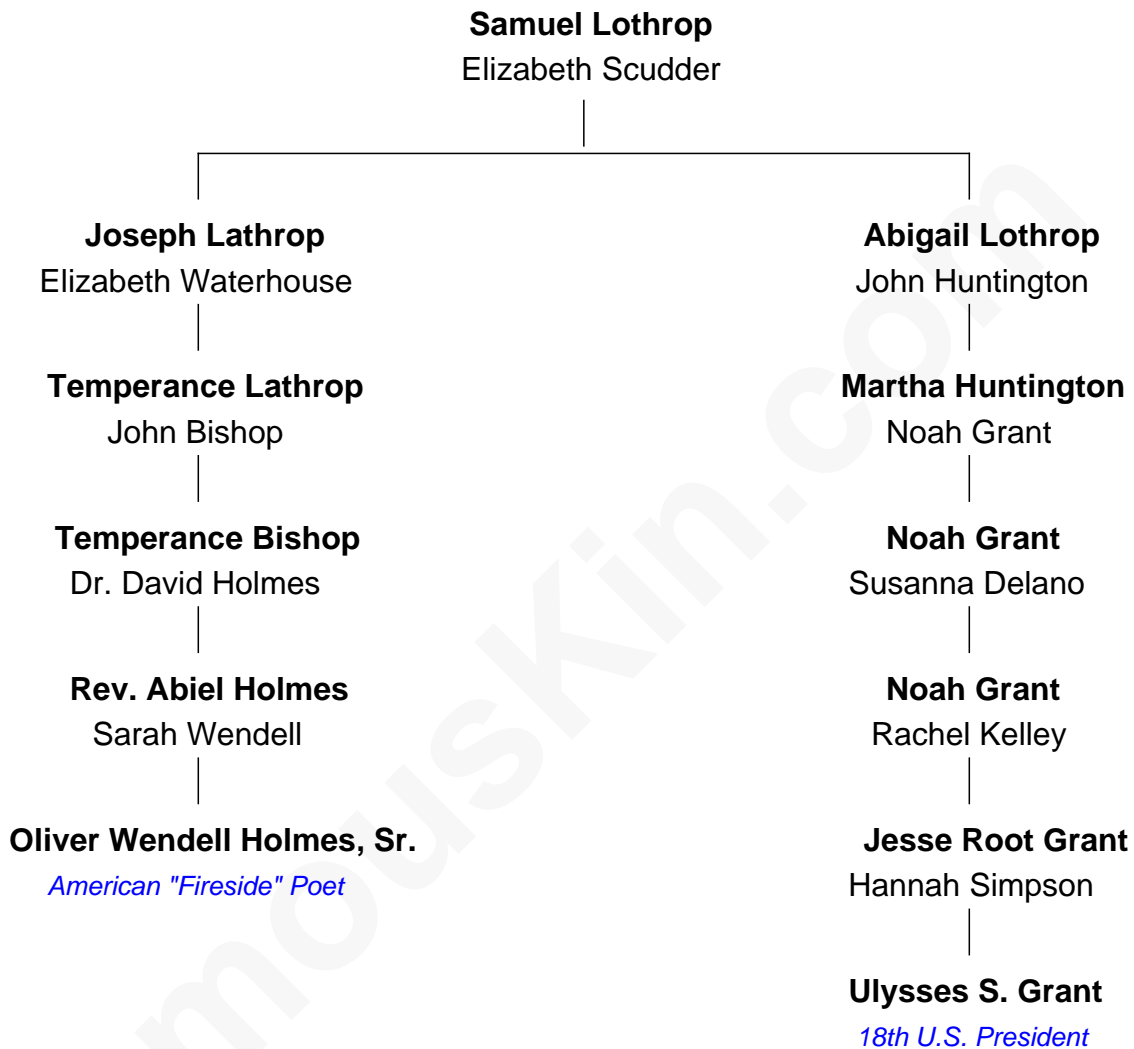 Samuel Lothrop
Elizabeth Scudder
Joseph Lathrop
Elizabeth Waterhouse
Abigail Lothrop
John Huntington
Temperance Lathrop
John Bishop
Martha Huntington
Noah Grant
Temperance Bishop
Dr. David Holmes
Noah Grant
Susanna Delano
Rev. Abiel Holmes
Sarah Wendell
Noah Grant
Rachel Kelley
Oliver Wendell Holmes, Sr.
American "Fireside" Poet
Jesse Root Grant
Hannah Simpson
Ulysses S. Grant
18th U.S. President
mousKin.com